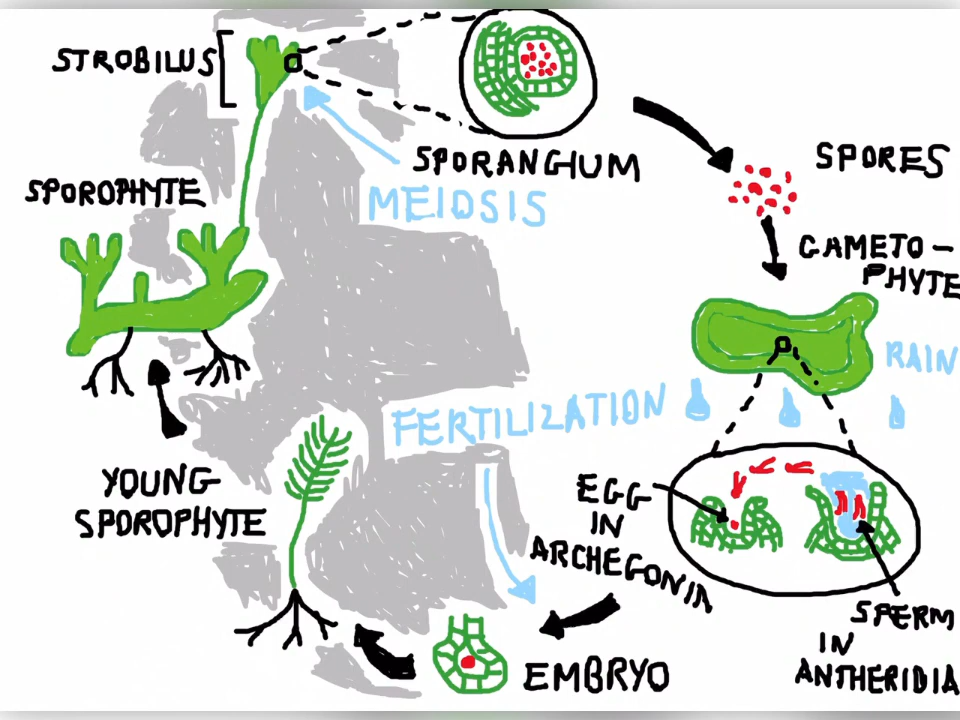 STROBILUS
SPORANGIUM
MEIOSIS
SPORES
SPOROPHYTE
GAMETO-
PHYTE
RAIN
FERTILIZATION
YOUNG
SPOROPHYTE
EGG
IN
ARCHEGONIA
SPERM
IN
ANTHERIDIA
EMBRYO